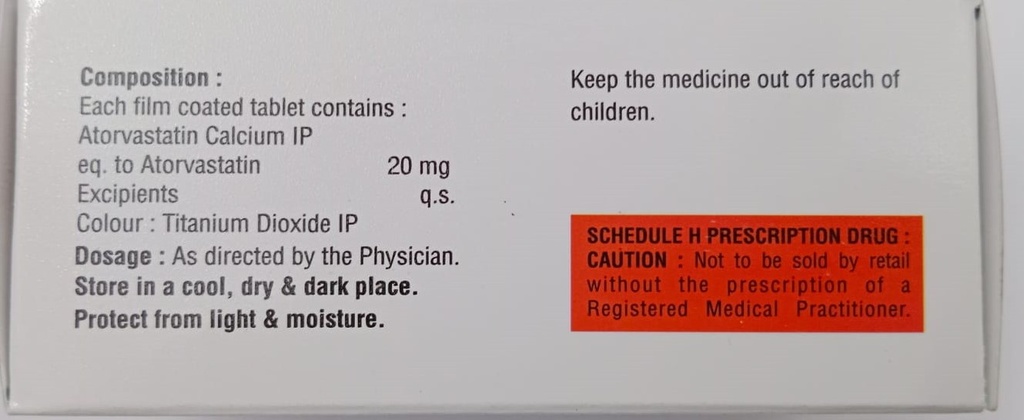 Composition :
Each film coated tablet contains :
Atorvastatin Calcium IP
eq. to Atorvastatin 20 mg
Excipients q.s.
Colour : Titanium Dioxide IP
Dosage : As directed by the Physician.
Store in a cool, dry & dark place.
Protect from light & moisture.
Keep the medicine out of reach of
children.
SCHEDULE H PRESCRIPTION DRUG :
CAUTION : Not to be sold by retail
without the prescription of a
Registered Medical Practitioner.